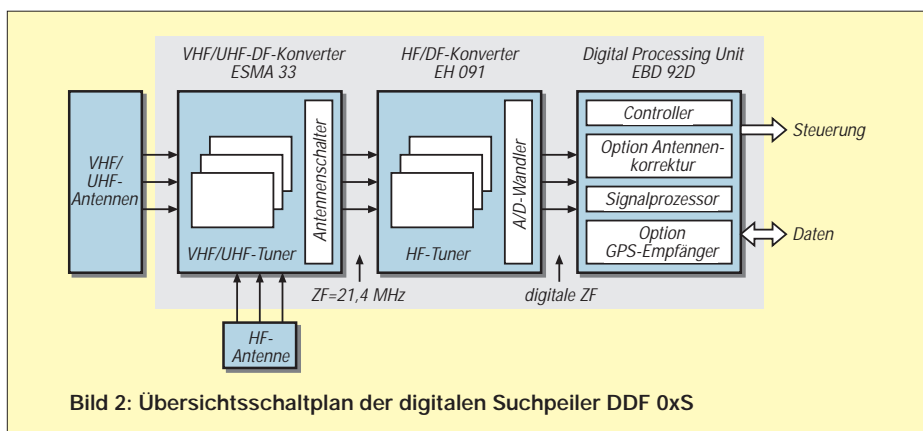 VHF/UHF-DF-Konverter
ESMA 33
HF/DF-Konverter
EH 091
Digital Processing Unit
EBD 92D
VHF/
UHF-
Antennen
Antennenschalter
VHF/UHF-Tuner
A/D-Wandler
HF-Tuner
Controller
Option Antennen-
korrektur
Signalprozessor
Option
GPS-Empfänger
Steuerung
Daten
ZF=21,4 MHz
digitale ZF
HF-
Antenne
Bild 2: Übersichtsschaltplan der digitalen Suchpeiler DDF 0xS